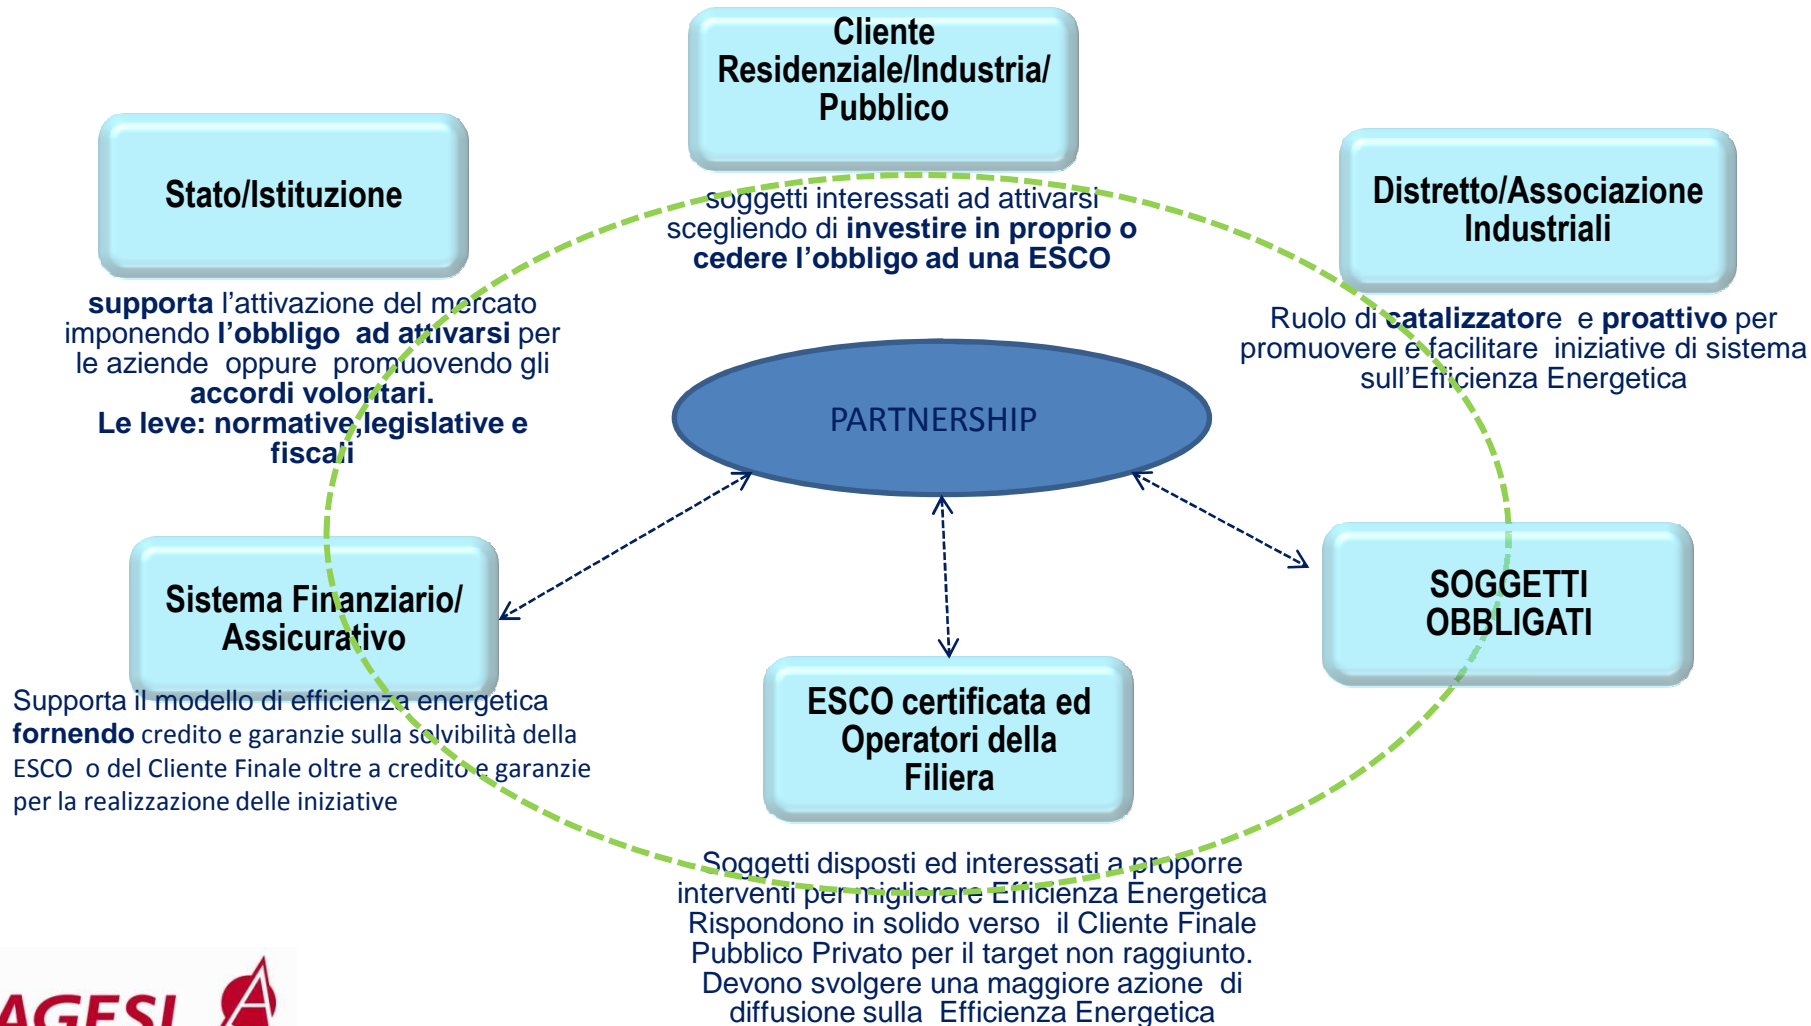 Cliente
Residenziale/Industria/
Pubblico
Stato/Istituzione
Distretto/Associazione
Industriali
soggetti interessati ad attivarsi
scegliendo di investire in proprio o
cedere l'obbligo ad una ESCO
supporta l'attivazione del mercato
imponendo l'obbligo ad attivarsi per
le aziende oppure promuovendo gli
accordi volontari.
Le leve: normative,legislative e
fiscali
Ruolo di catalizzatore e proattivo per
promuovere e facilitare iniziative di sistema
sull'Efficienza Energetica
PARTNERSHIP
Sistema Finanziario/
Assicurativo
SOGGETTI
OBBLIGATI
Supporta il modello di efficienza energetica
fornendo credito e garanzie sulla solvibilità della
ESCO o del Cliente Finale oltre a credito e garanzie
per la realizzazione delle iniziative
ESCO certificata ed
Operatori della
Filiera
Soggetti disposti ed interessati a proporre
interventi per migliorare Efficienza Energetica
Rispondono in solido verso il Cliente Finale
Pubblico Privato per il target non raggiunto.
Devono svolgere una maggiore azione di
diffusione sulla Efficienza Energetica
AGESI